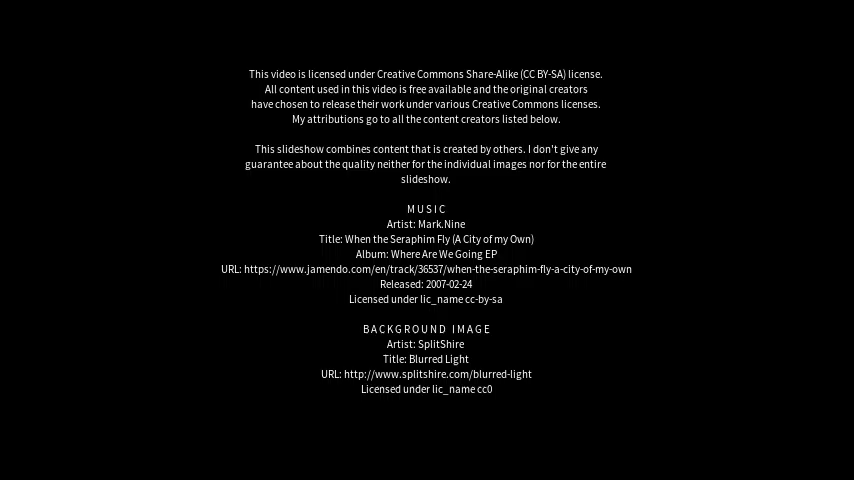 This video is licensed under Creative Commons Share-Alike (CC BY-SA) license.
All content used in this video is free available and the original creators
have chosen to release their work under various Creative Commons licenses.
My attributions go to all the content creators listed below.
This slideshow combines content that is created by others. I don't give any
guarantee about the quality neither for the individual images nor for the entire
slideshow.
MUSIC
Artist: Mark.Nine
Title: When the Seraphim Fly (A City of my Own)
Album: Where Are We Going EP
URL: https://www.jamendo.com/en/track/36537/when-the-seraphim-fly-a-city-of-my-own
Released: 2007-02-24
Licensed under lic_name cc-by-sa
BACKGROUND IMAGE
Artist: SplitShire
Title: Blurred Light
URL: http://www.splitshire.com/blurred-light
Licensed under lic_name cc0